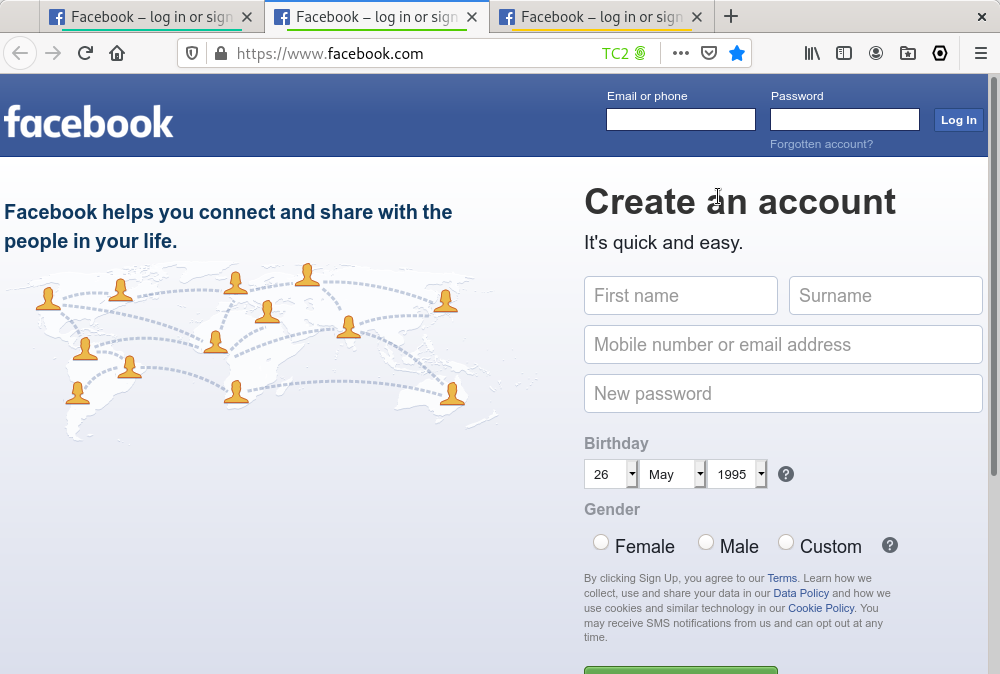 Facebook – log in or sign
Facebook – log in or sign
Facebook – log in or sign
https://www.facebook.com
TC2
facebook
Email or phone
Password
Log In
Forgotten account?
Facebook helps you connect and share with the
people in your life.
Create an account
It's quick and easy.
First name
Surname
Mobile number or email address
New password
Birthday
26
May
1995
?
Gender
Female
Male
Custom
?
By clicking Sign Up, you agree to our Terms. Learn how we
collect, use and share your data in our Data Policy and how we
use cookies and similar technology in our Cookie Policy. You
may receive SMS notifications from us and can opt out at any
time.